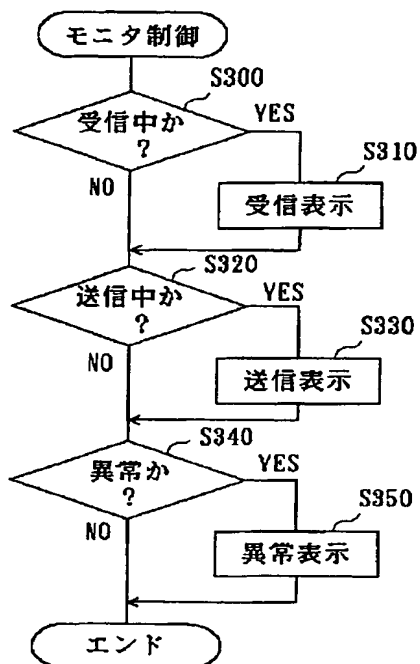 モニタ制御
S300
受信中か
?
YES
NO
S310
受信表示
S320
送信中か
?
YES
NO
S330
送信表示
S340
異常か
?
YES
NO
S350
異常表示
エンド